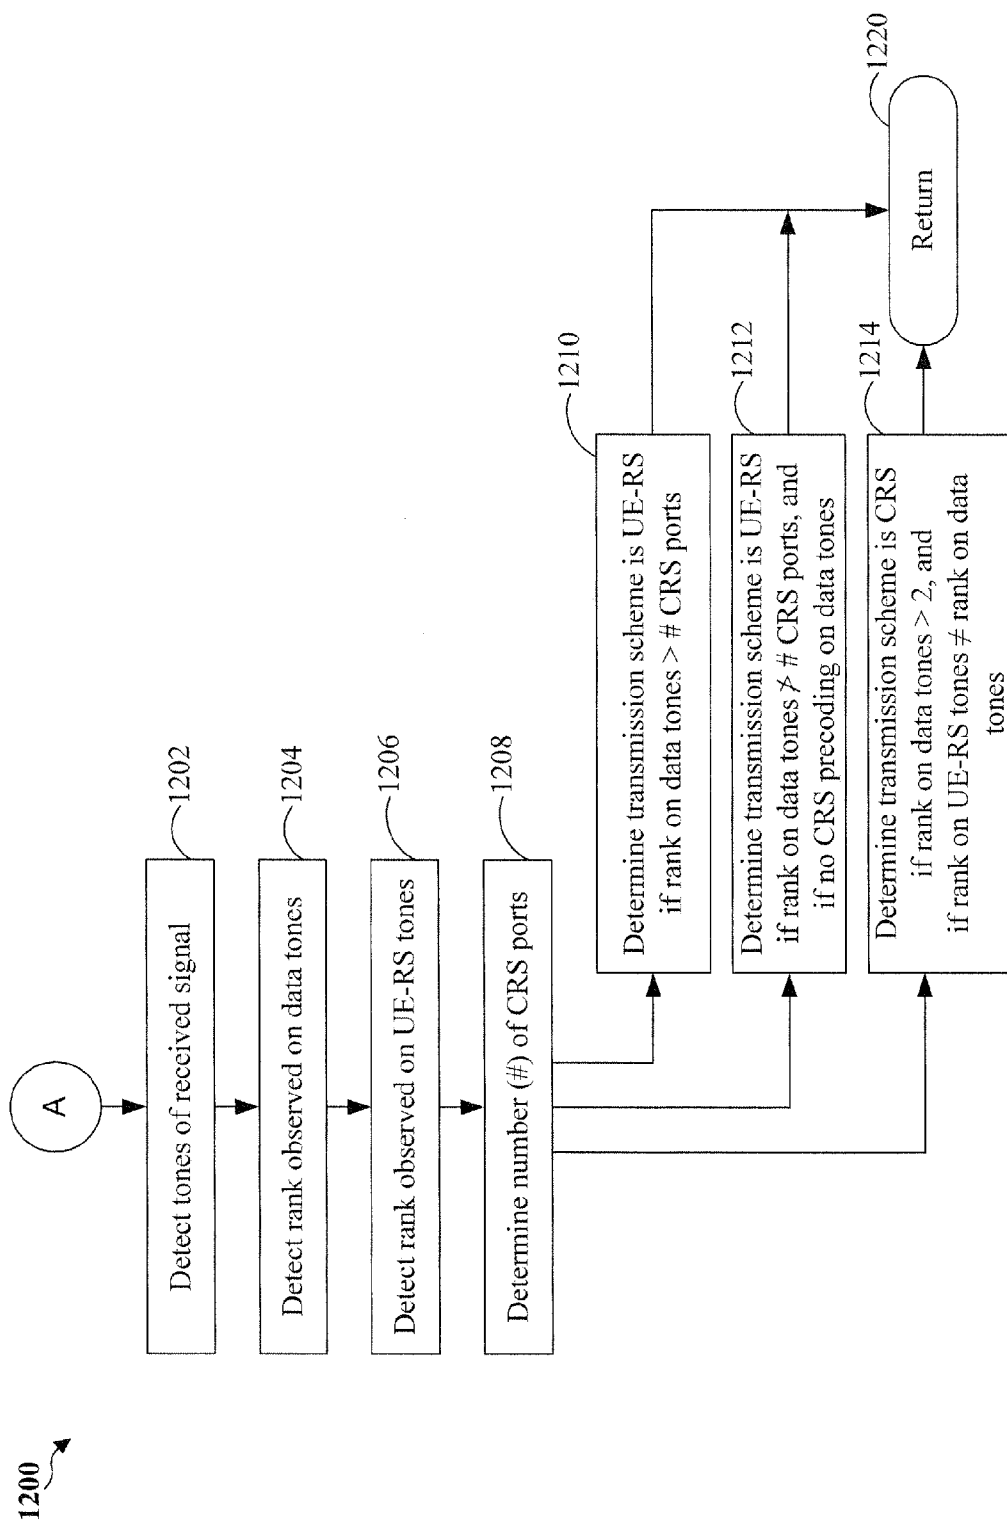 1200
A
Detect tones of received signal
1202
Detect rank observed on data tones
1204
Detect rank observed on UE-RS tones
1206
Determine number (#) of CRS ports
1208
Determine transmission scheme is UE-RS
if rank on data tones > # CRS ports
1210
Determine transmission scheme is UE-RS
if rank on data tones ≯ # CRS ports, and
if no CRS precoding on data tones
1212
Determine transmission scheme is CRS
if rank on data tones > 2, and
if rank on UE-RS tones ≠ rank on data
tones
1214
Return
1220